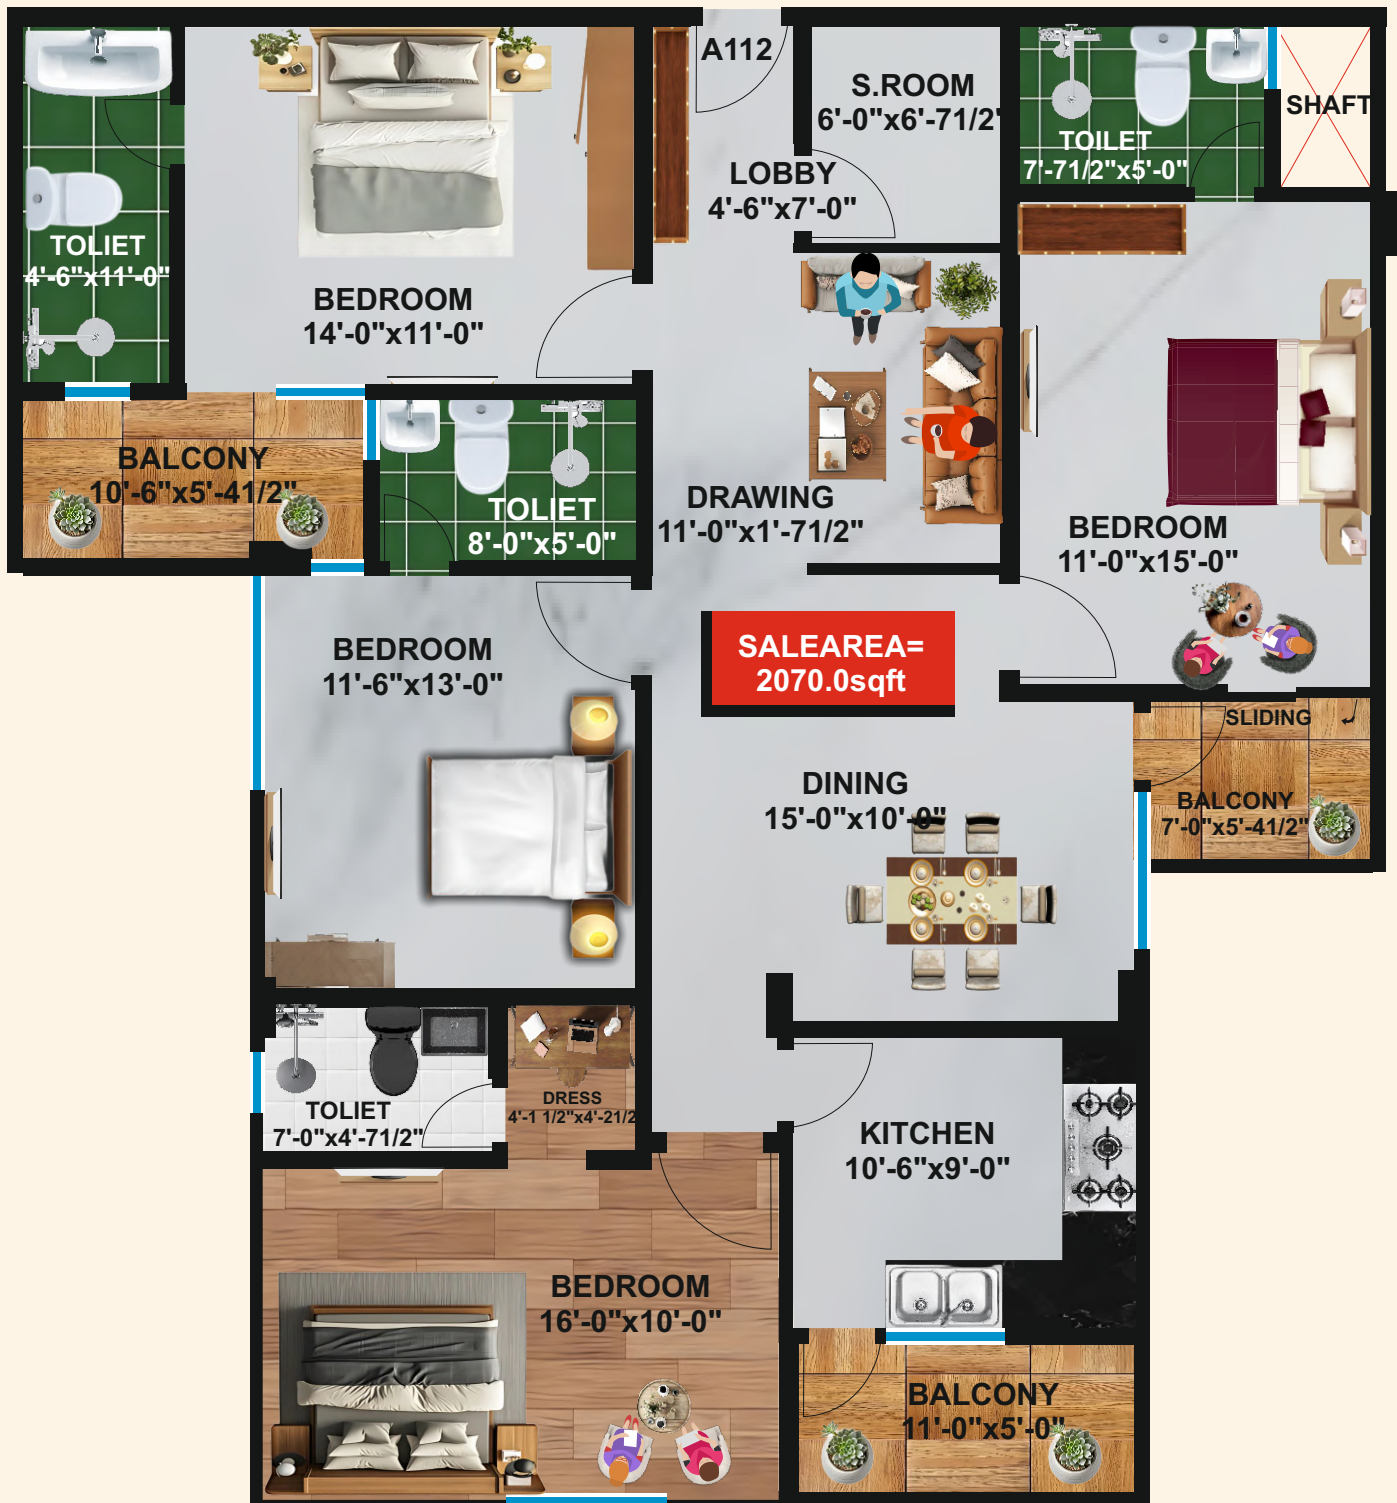 A112
S.ROOM
6'-0"x6'-71/2'
SHAFT
TOILET
7'-71/2"x5'-0"
LOBBY
4'-6"x7'-0"
TOLIET
4'-6"x11'-0"
BEDROOM
14'-0"x11'-0"
BALCONY
10'-6"x5'-41/2"
TOLIET
8'-0"x5'-0"
DRAWING
11'-0"x1'-71/2"
BEDROOM
11'-0"x15'-0"
BEDROOM
11'-6"x13'-0"
SALEAREA=
2070.0sqft
SLIDING
DINING
15'-0"x10'-0"
BALCONY
7'-0"x5'-41/2"
DRESS
4'-1 1/2"x4'-21/2
TOLIET
7'-0"x4'-71/2"
KITCHEN
10'-6"x9'-0"
BEDROOM
16'-0"x10'-0"
BALCONY
11'-0"x5'-0"